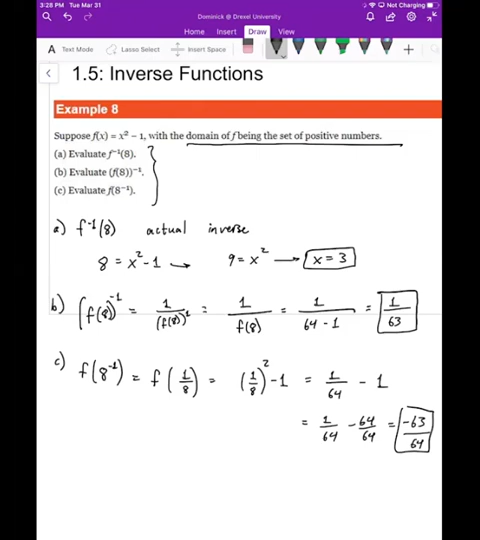 3:28 PM Tue Mar 31
Not Charging
Dominick @ Drexel University
Home Insert Draw View
A Text Mode Lasso Select Insert Space
1.5: Inverse Functions
Example 8
Suppose f(x) = x² − 1, with the domain of f being the set of positive numbers.
(a) Evaluate f⁻¹(8).
(b) Evaluate (f(8))⁻¹.
(c) Evaluate f(8⁻¹).
a) f⁻¹(8) actual inverse
8 = x² - 1 → 9 = x² → x = 3
b) (f(8))⁻¹ = 1/(f(8))¹ = 1/f(8) = 1/(64 - 1) = 1/63
c) f(8⁻¹) = f(1/8) = (1/8)² - 1 = 1/64 - 1
= 1/64 - 64/64 = -63/64